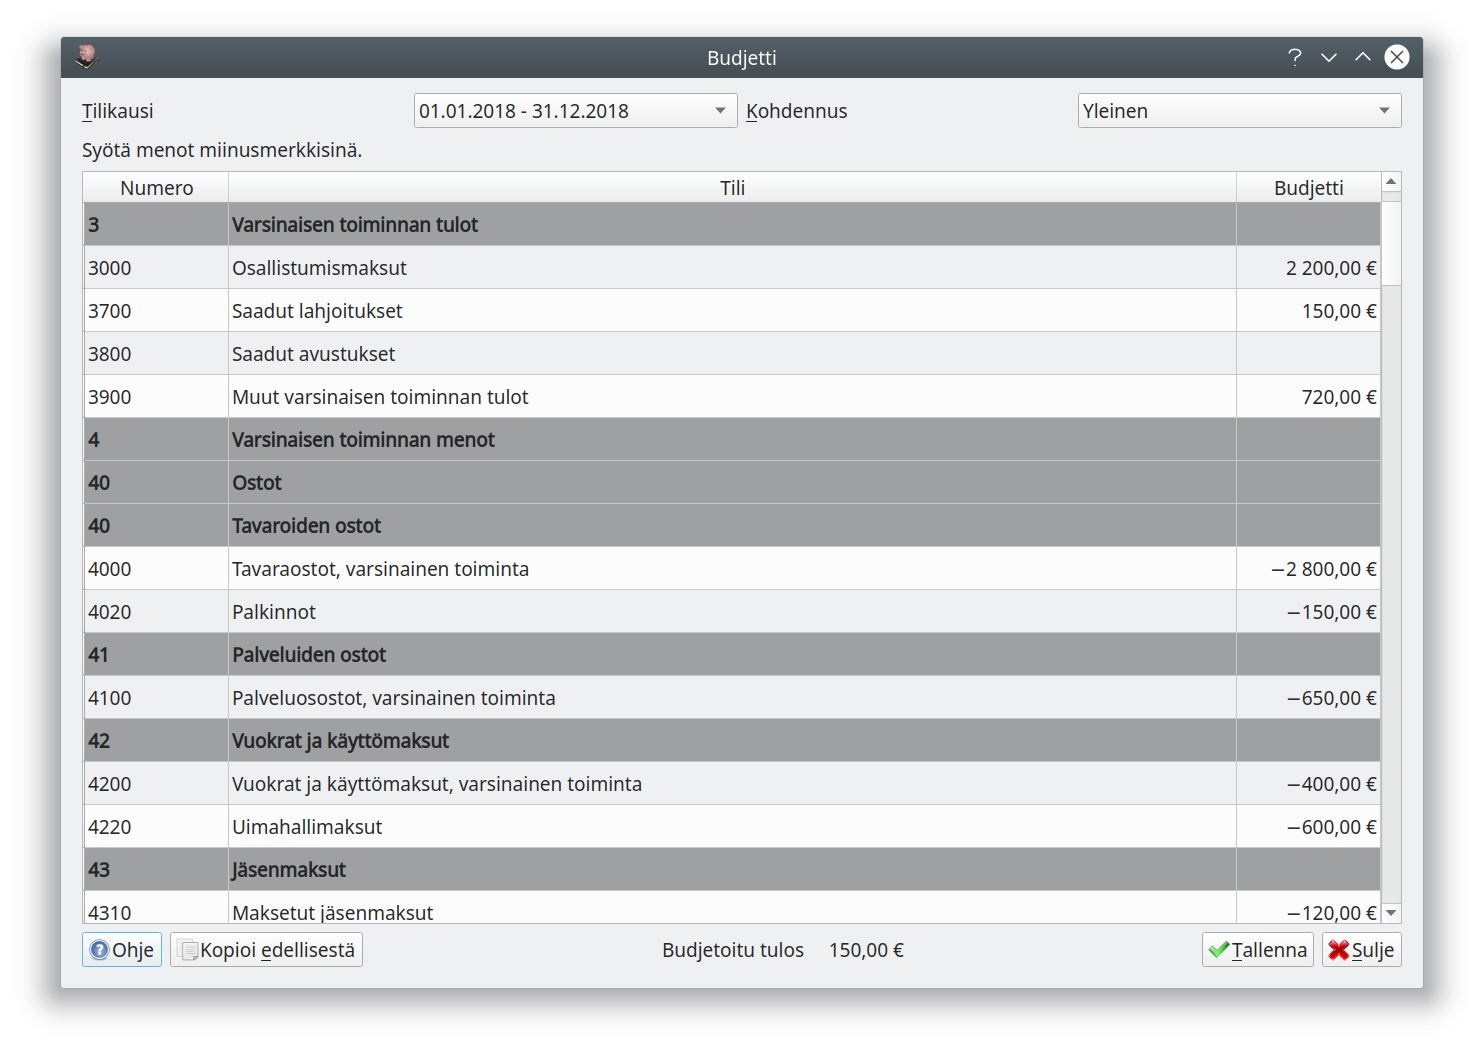 Budjetti
Tilikausi 01.01.2018 - 31.12.2018 Kohdennus Yleinen
Syötä menot miinusmerkkisinä.
Numero Tili Budjetti
3 Varsinaisen toiminnan tulot
3000 Osallistumismaksut 2 200,00 €
3700 Saadut lahjoitukset 150,00 €
3800 Saadut avustukset
3900 Muut varsinaisen toiminnan tulot 720,00 €
4 Varsinaisen toiminnan menot
40 Ostot
40 Tavaroiden ostot
4000 Tavaraostot, varsinainen toiminta −2 800,00 €
4020 Palkinnot −150,00 €
41 Palveluiden ostot
4100 Palveluosostot, varsinainen toiminta −650,00 €
42 Vuokrat ja käyttömaksut
4200 Vuokrat ja käyttömaksut, varsinainen toiminta −400,00 €
4220 Uimahallimaksut −600,00 €
43 Jäsenmaksut
4310 Maksetut jäsenmaksut −120,00 €
Ohje Kopioi edellisestä Budjetoitu tulos 150,00 € Tallenna Sulje